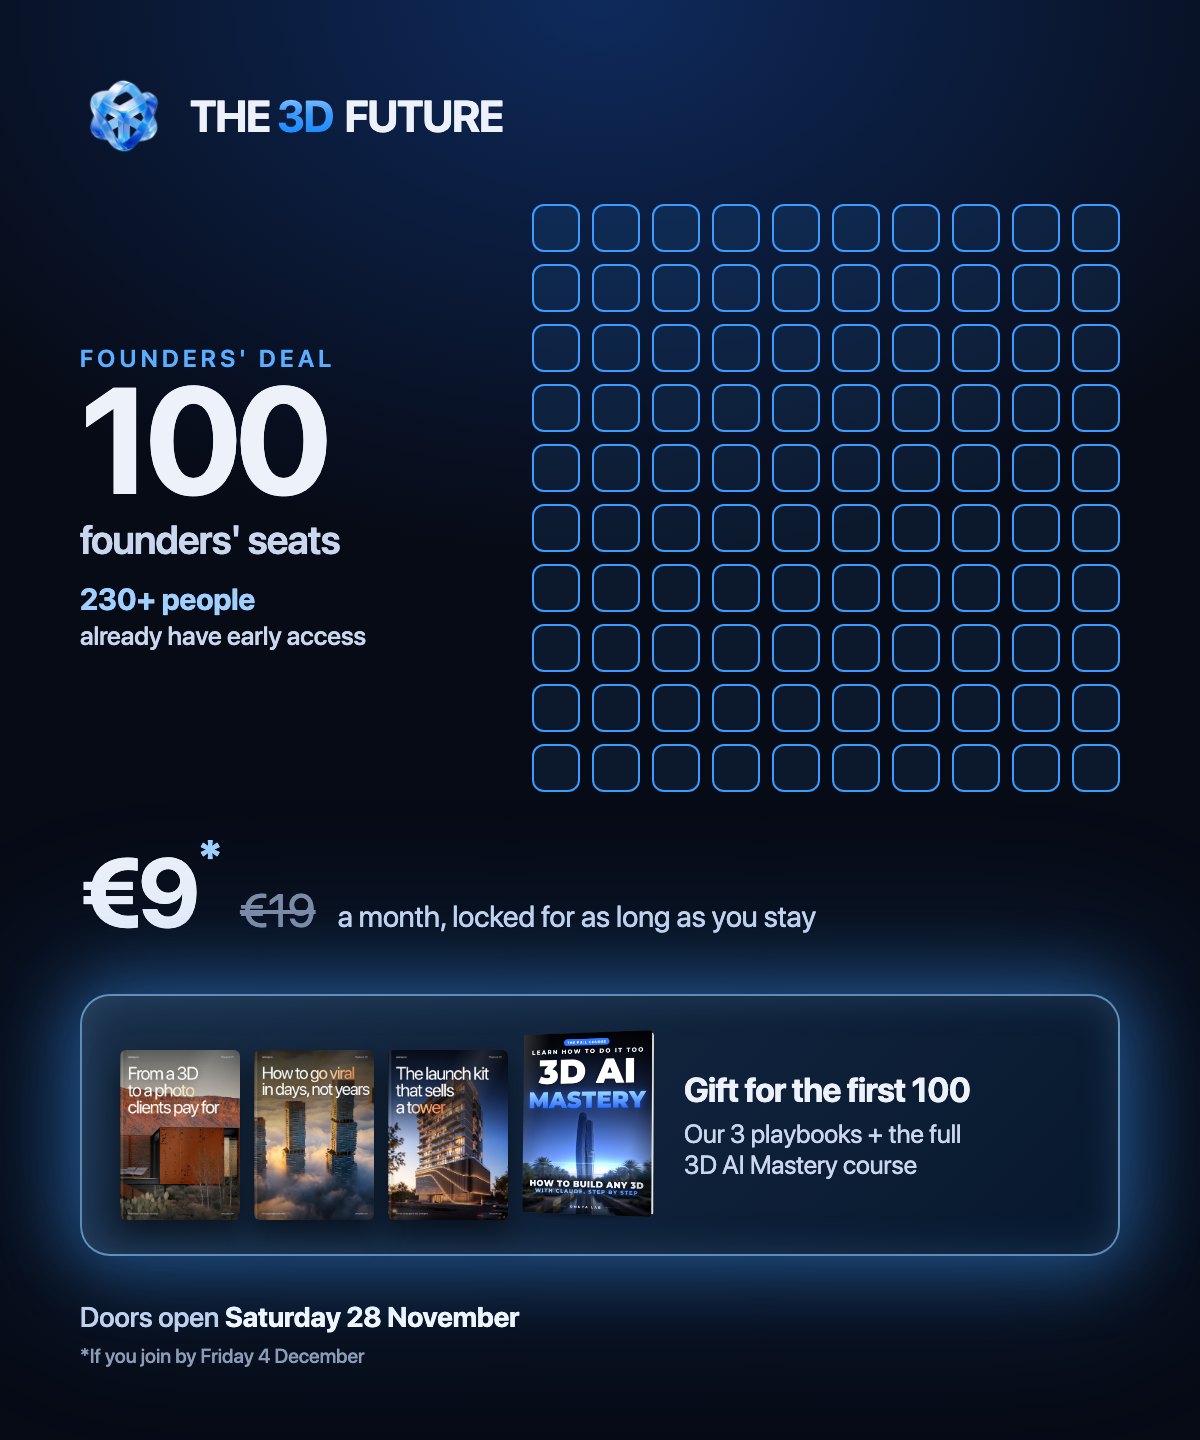 THE 3D FUTURE
FOUNDERS' DEAL
100
founders' seats
230+ people
already have early access
€9*
€19 a month, locked for as long as you stay
From a 3D
to a photo
clients pay for
How to go viral
in days, not years
The launch kit
that sells
a tower
THE FULL COURSE
LEARN HOW TO DO IT TOO
3D AI
MASTERY
HOW TO BUILD ANY 3D
WITH CLAUDE, STEP BY STEP
Gift for the first 100
Our 3 playbooks + the full
3D AI Mastery course
Doors open Saturday 28 November
*If you join by Friday 4 December